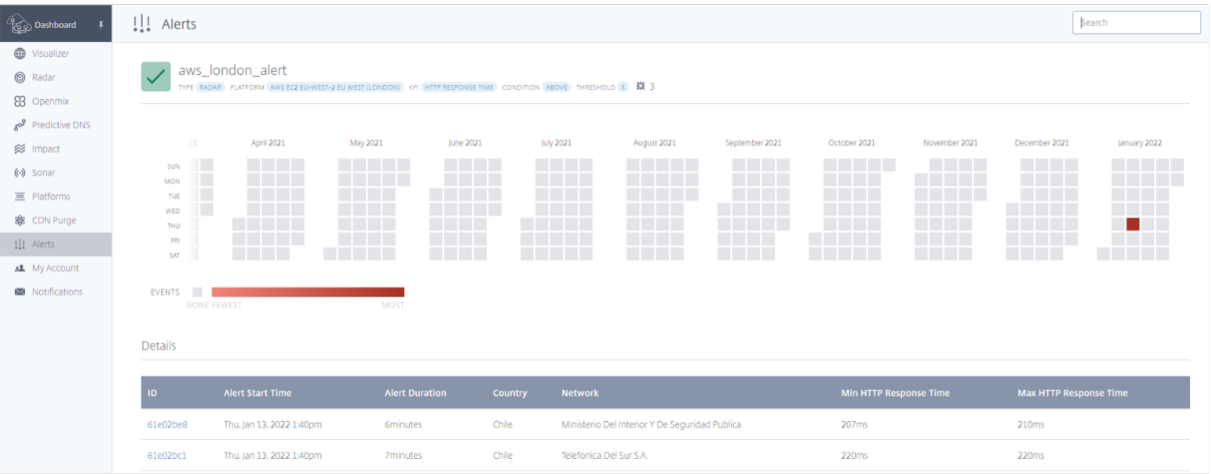 Dashboard
Alerts
Search
Visualizer
Radar
Openmix
Predictive DNS
Impact
Sonar
Platforms
CDN Purge
Alerts
My Account
Notifications
aws_london_alert
TYPE RADAR PLATFORM AWS EC2 EU-WEST-2 EU WEST (LONDON) KPI HTTP RESPONSE TIME CONDITION ABOVE THRESHOLD 3
April 2021 May 2021 June 2021 July 2021 August 2021 September 2021 October 2021 November 2021 December 2021 January 2022
SUN
MON
TUE
WED
THU
FRI
SAT
EVENTS
NONE FEWEST MOST
Details
ID Alert Start Time Alert Duration Country Network Min HTTP Response Time Max HTTP Response Time
61e02be8 Thu, Jan 13, 2022 1:40pm 6minutes Chile Ministerio Del Interior Y De Seguridad Publica 207ms 210ms
61e02bc1 Thu, Jan 13, 2022 1:40pm 7minutes Chile Telefonica Del Sur S.A. 220ms 220ms